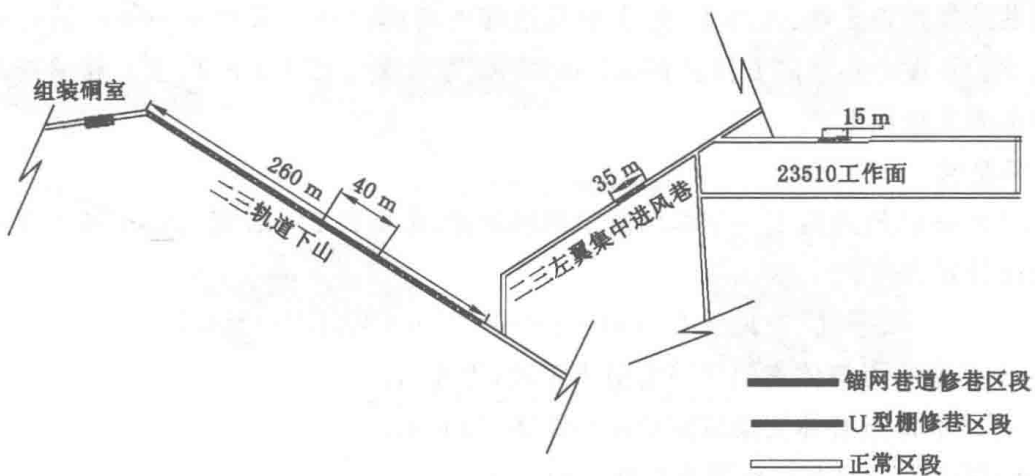 组装硐室
260 m
40 m
二三轨道下山
35 m
二三左翼集中进风巷
15 m
23510工作面
锚网巷道修巷区段
U型棚修巷区段
正常区段